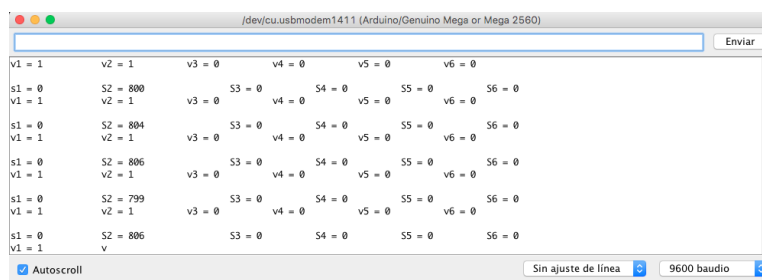 /dev/cu.usbmodem1411 (Arduino/Genuino Mega or Mega 2560)
Enviar
v1 = 1 v2 = 1 v3 = 0 v4 = 0 v5 = 0 v6 = 0
s1 = 0 S2 = 800 S3 = 0 S4 = 0 S5 = 0 S6 = 0
v1 = 1 v2 = 1 v3 = 0 v4 = 0 v5 = 0 v6 = 0
s1 = 0 S2 = 804 S3 = 0 S4 = 0 S5 = 0 S6 = 0
v1 = 1 v2 = 1 v3 = 0 v4 = 0 v5 = 0 v6 = 0
s1 = 0 S2 = 806 S3 = 0 S4 = 0 S5 = 0 S6 = 0
v1 = 1 v2 = 1 v3 = 0 v4 = 0 v5 = 0 v6 = 0
s1 = 0 S2 = 799 S3 = 0 S4 = 0 S5 = 0 S6 = 0
v1 = 1 v2 = 1 v3 = 0 v4 = 0 v5 = 0 v6 = 0
s1 = 0 S2 = 806 S3 = 0 S4 = 0 S5 = 0 S6 = 0
v1 = 1 v
Autoscroll Sin ajuste de línea 9600 baudio